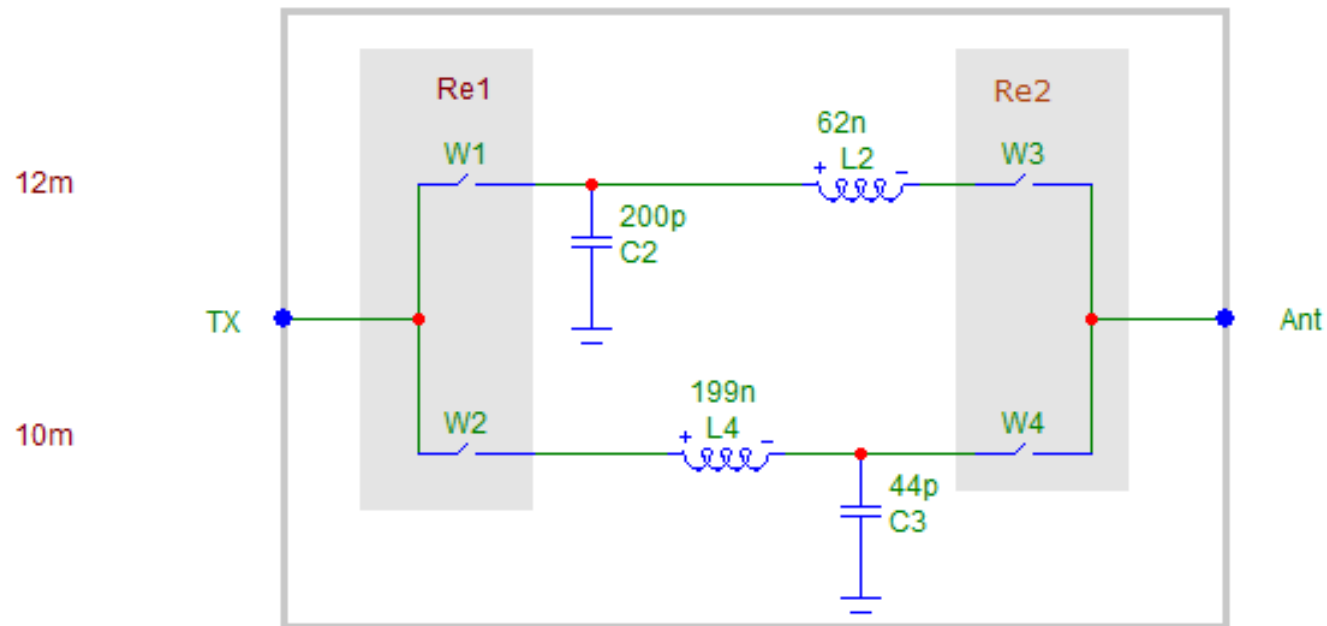 Re1
Re2
62n
W1
+ L2 -
W3
12m
200p
C2
TX
Ant
199n
10m
W2
+ L4 -
W4
44p
C3